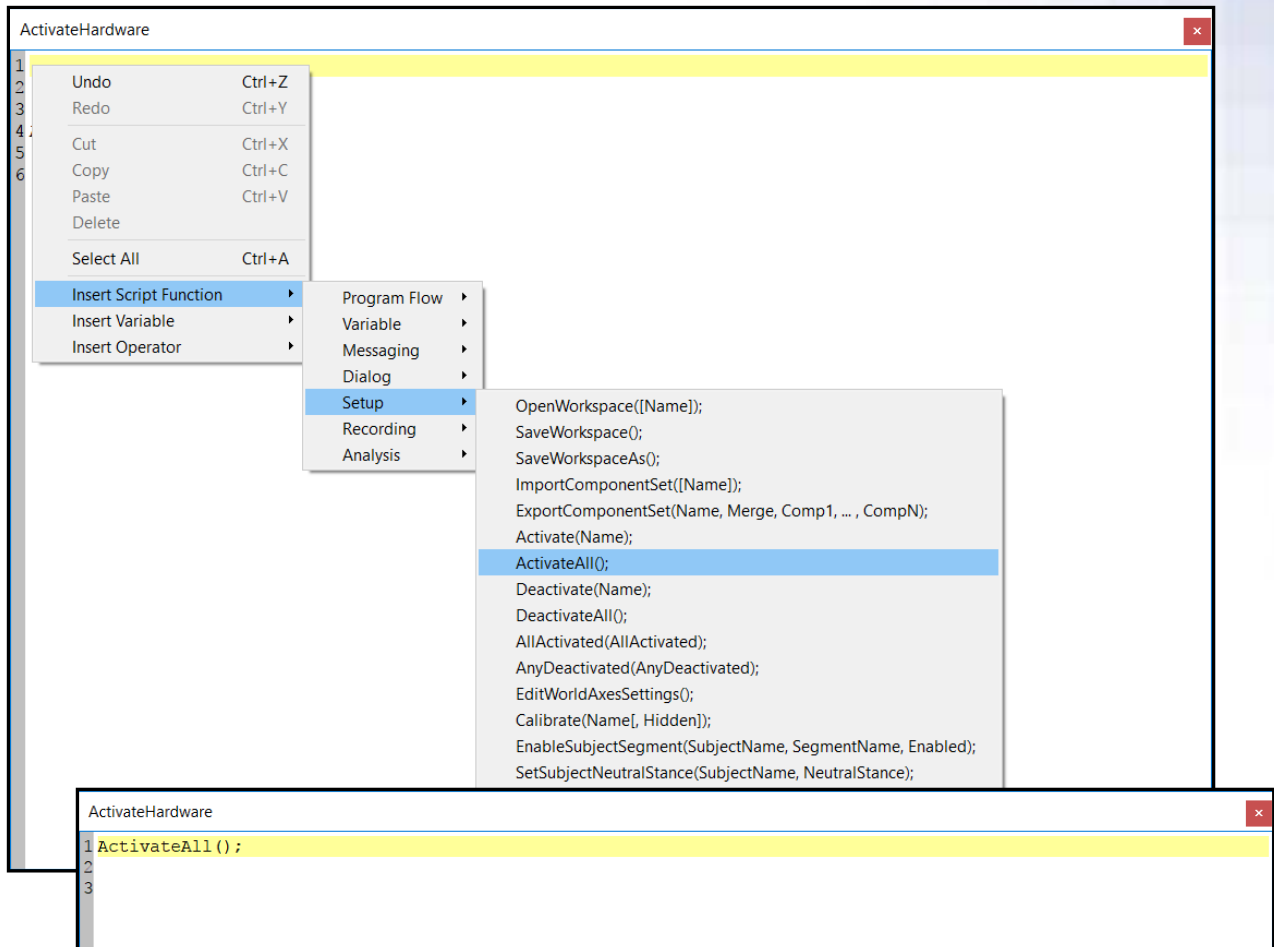 ActivateHardware
×
1
2
3
4
5
6
Undo Ctrl+Z
Redo Ctrl+Y
Cut Ctrl+X
Copy Ctrl+C
Paste Ctrl+V
Delete
Select All Ctrl+A
Insert Script Function
Insert Variable
Insert Operator
Program Flow
Variable
Messaging
Dialog
Setup
Recording
Analysis
OpenWorkspace([Name]);
SaveWorkspace();
SaveWorkspaceAs();
ImportComponentSet([Name]);
ExportComponentSet(Name, Merge, Comp1, ... , CompN);
Activate(Name);
ActivateAll();
Deactivate(Name);
DeactivateAll();
AllActivated(AllActivated);
AnyDeactivated(AnyDeactivated);
EditWorldAxesSettings();
Calibrate(Name[, Hidden]);
EnableSubjectSegment(SubjectName, SegmentName, Enabled);
SetSubjectNeutralStance(SubjectName, NeutralStance);
ActivateHardware
×
1 ActivateAll();
2
3